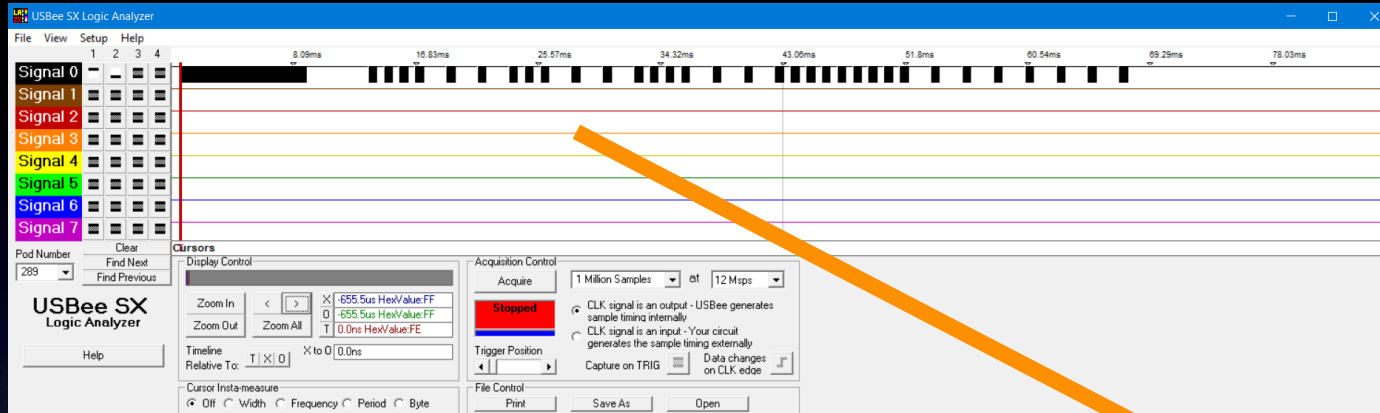 USBee SX Logic Analyzer
File View Setup Help
1 2 3 4
8.09ms 16.83ms 25.57ms 34.32ms 43.06ms 51.8ms 60.54ms 69.29ms 78.03ms
Signal 0
Signal 1
Signal 2
Signal 3
Signal 4
Signal 5
Signal 6
Signal 7
Pod Number
289
Clear
Find Next
Find Previous
USBee SX
Logic Analyzer
Help
Cursors
Display Control
Zoom In < > X -655.5us HexValue:FF
O -655.5us HexValue:FF
Zoom Out Zoom All T 0.0ns HexValue:FE
Timeline
Relative To: T X O X to O 0.0ns
Cursor Insta-measure
Off Width Frequency Period Byte
Acquisition Control
Acquire 1 Million Samples at 12 Msps
Stopped
CLK signal is an output - USBee generates
sample timing internally
CLK signal is an input - Your circuit
generates the sample timing externally
Trigger Position
Capture on TRIG
Data changes
on CLK edge
File Control
Print Save As Open